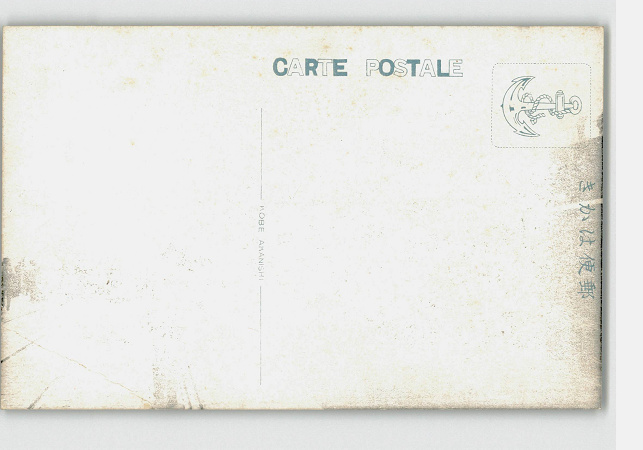 CARTE POSTALE
KOBE AKANISHI
きかは便郵